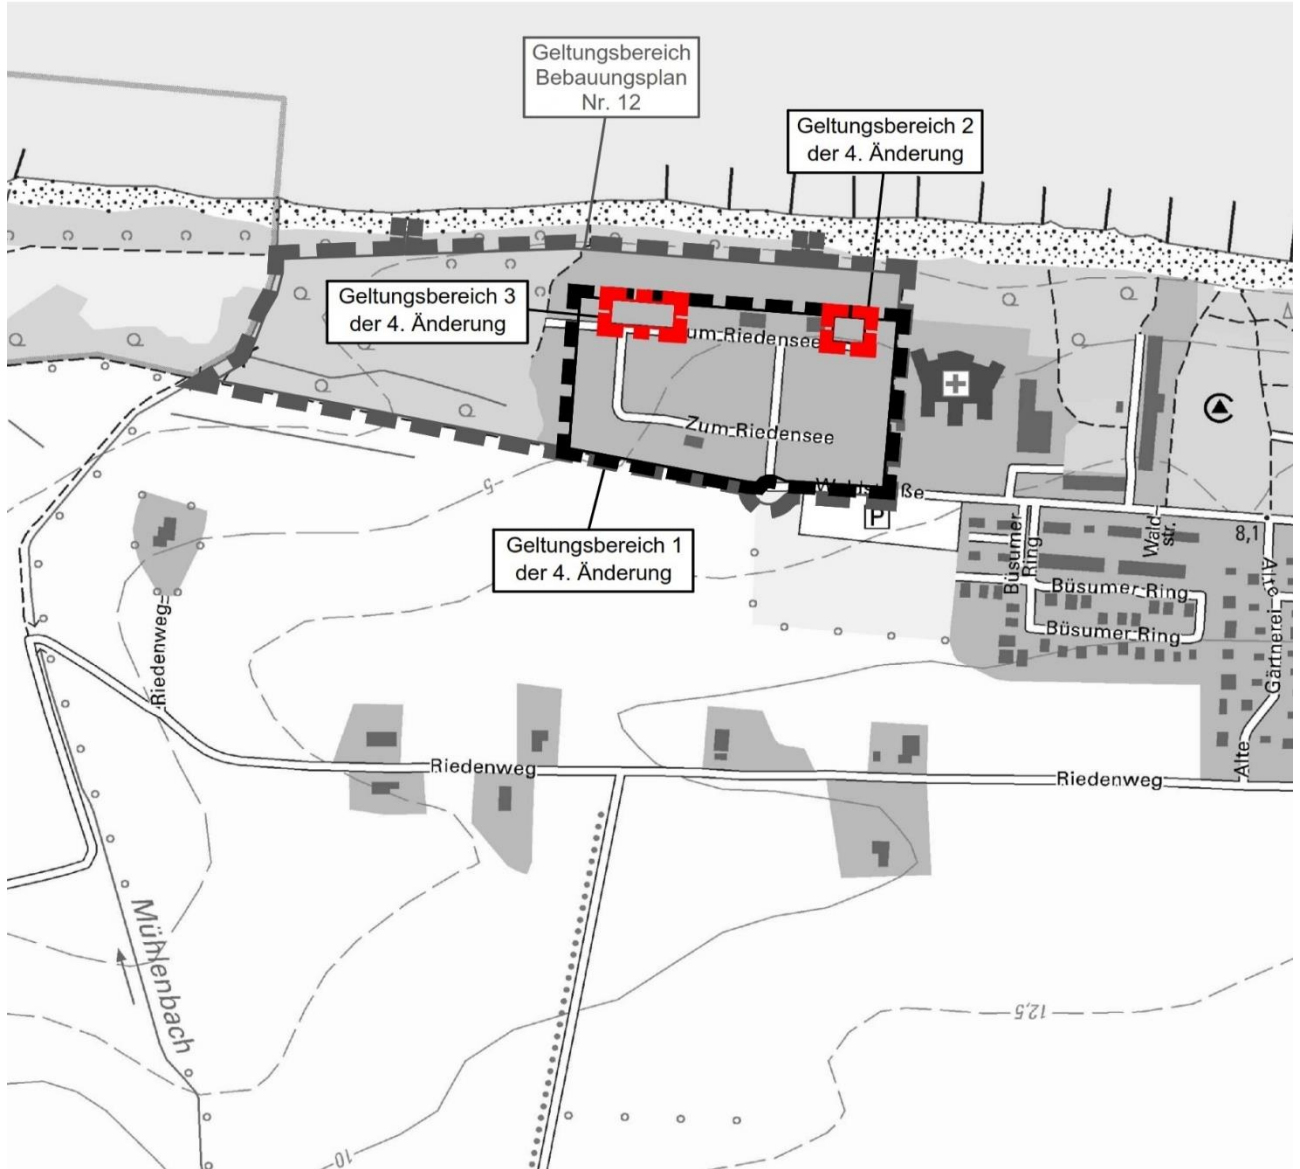 Geltungsbereich
Bebauungsplan
Nr. 12
Geltungsbereich 2
der 4. Änderung
Geltungsbereich 3
der 4. Änderung
Zum Riedensee
Zum Riedensee
5
Waldstraße
P
Geltungsbereich 1
der 4. Änderung
Büsumer
Ring
Wald-
str.
8,1
Büsumer Ring
Büsumer Ring
Alte
Gärtnerei
Alte
Riedenweg
Riedenweg
Riedenweg
Mühlenbach
12,5
10